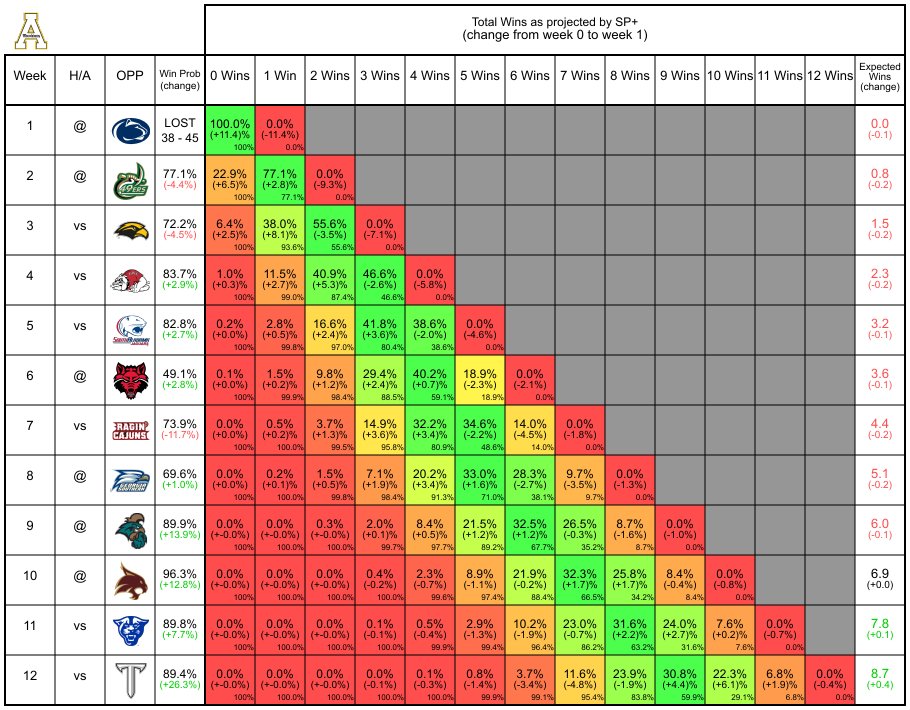 A
Total Wins as projected by SP+
(change from week 0 to week 1)
Week H/A OPP Win Prob (change) 0 Wins 1 Win 2 Wins 3 Wins 4 Wins 5 Wins 6 Wins 7 Wins 8 Wins 9 Wins 10 Wins 11 Wins 12 Wins Expected Wins (change)
1 @ LOST 100.0% 0.0% 0.0
38 - 45 (+11.4)% (-11.4)% (-0.1)
100% 0.0%
2 @ 49ERS 77.1% 22.9% 77.1% 0.0% 0.8
(-4.4%) (+6.5)% (+2.8)% (-9.3)% (-0.2)
100% 77.1% 0.0%
3 vs 72.2% 6.4% 38.0% 55.6% 0.0% 1.5
(-4.5%) (+2.5)% (+8.1)% (-3.5)% (-7.1)% (-0.2)
100% 93.6% 55.6% 0.0%
4 vs 83.7% 1.0% 11.5% 40.9% 46.6% 0.0% 2.3
(+2.9%) (+0.3)% (+2.7)% (+5.3)% (-2.6)% (-5.8)% (-0.2)
100% 99.0% 87.4% 46.6% 0.0%
5 vs 82.8% 0.2% 2.8% 16.6% 41.8% 38.6% 0.0% 3.2
(+2.7%) (+0.0)% (+0.5)% (+2.4)% (+3.6)% (-2.0)% (-4.6)% (-0.1)
SOUTH ALABAMA 100% 99.8% 97.0% 80.4% 38.6% 0.0%
6 @ 49.1% 0.1% 1.5% 9.8% 29.4% 40.2% 18.9% 0.0% 3.6
(+2.8%) (+0.0)% (+0.2)% (+1.2)% (+2.4)% (+0.7)% (-2.3)% (-2.1)% (-0.1)
100% 99.9% 98.4% 88.5% 59.1% 18.9% 0.0%
7 vs RAGIN' CAJUNS 73.9% 0.0% 0.5% 3.7% 14.9% 32.2% 34.6% 14.0% 0.0% 4.4
(-11.7%) (+0.0)% (+0.2)% (+1.3)% (+3.6)% (+3.4)% (-2.2)% (-4.5)% (-1.8)% (-0.2)
100% 100.0% 99.5% 95.8% 80.9% 48.6% 14.0% 0.0%
8 @ GEORGIA SOUTHERN 69.6% 0.0% 0.2% 1.5% 7.1% 20.2% 33.0% 28.3% 9.7% 0.0% 5.1
(+1.0%) (+0.0)% (+0.1)% (+0.5)% (+1.9)% (+3.4)% (+1.6)% (-2.7)% (-3.5)% (-1.3)% (-0.2)
100% 100.0% 99.8% 98.4% 91.3% 71.0% 38.1% 9.7% 0.0%
9 @ 89.9% 0.0% 0.0% 0.3% 2.0% 8.4% 21.5% 32.5% 26.5% 8.7% 0.0% 6.0
(+13.9%) (+-0.0)% (+-0.0)% (+-0.0)% (+0.1)% (+0.5)% (+1.2)% (+1.2)% (-0.3)% (-1.6)% (-1.0)% (-0.1)
100% 100.0% 100.0% 99.7% 97.7% 89.2% 67.7% 35.2% 8.7% 0.0%
10 @ 96.3% 0.0% 0.0% 0.0% 0.4% 2.3% 8.9% 21.9% 32.3% 25.8% 8.4% 0.0% 6.9
(+12.8%) (+-0.0)% (+-0.0)% (+-0.0)% (-0.2)% (-0.7)% (-1.1)% (-0.2)% (+1.7)% (+1.7)% (-0.4)% (-0.8)% (+0.0)
100% 100.0% 100.0% 100.0% 99.6% 97.4% 88.4% 66.5% 34.2% 8.4% 0.0%
11 vs 89.8% 0.0% 0.0% 0.0% 0.1% 0.5% 2.9% 10.2% 23.0% 31.6% 24.0% 7.6% 0.0% 7.8
(+7.7%) (+-0.0)% (+-0.0)% (+-0.0)% (-0.1)% (-0.4)% (-1.3)% (-1.9)% (-0.7)% (+2.2)% (+2.7)% (+0.2)% (-0.7)% (+0.1)
100% 100.0% 100.0% 100.0% 99.9% 99.4% 96.4% 86.2% 63.2% 31.6% 7.6% 0.0%
12 vs T 89.4% 0.0% 0.0% 0.0% 0.0% 0.1% 0.8% 3.7% 11.6% 23.9% 30.8% 22.3% 6.8% 0.0% 8.7
(+26.3%) (+-0.0)% (+-0.0)% (+-0.0)% (-0.1)% (-0.3)% (-1.4)% (-3.4)% (-4.8)% (-1.9)% (+4.4)% (+6.1)% (+1.9)% (-0.4)% (+0.4)
100% 100.0% 100.0% 100.0% 100.0% 99.9% 99.1% 95.4% 83.8% 59.9% 29.1% 6.8% 0.0%